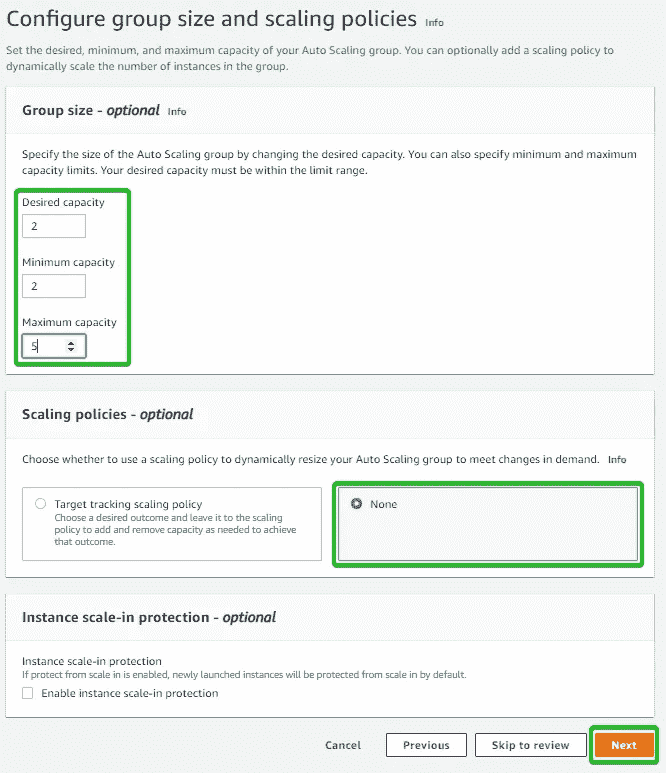 Configure group size and scaling policies Info
Set the desired, minimum, and maximum capacity of your Auto Scaling group. You can optionally add a scaling policy to
dynamically scale the number of instances in the group.
Group size - optional Info
Specify the size of the Auto Scaling group by changing the desired capacity. You can also specify minimum and maximum
capacity limits. Your desired capacity must be within the limit range.
Desired capacity
2
Minimum capacity
2
Maximum capacity
5
Scaling policies - optional
Choose whether to use a scaling policy to dynamically resize your Auto Scaling group to meet changes in demand. Info
Target tracking scaling policy
Choose a desired outcome and leave it to the scaling
policy to add and remove capacity as needed to achieve
that outcome.
None
Instance scale-in protection - optional
Instance scale-in protection
If protect from scale in is enabled, newly launched instances will be protected from scale in by default.
Enable instance scale-in protection
Cancel Previous Skip to review Next